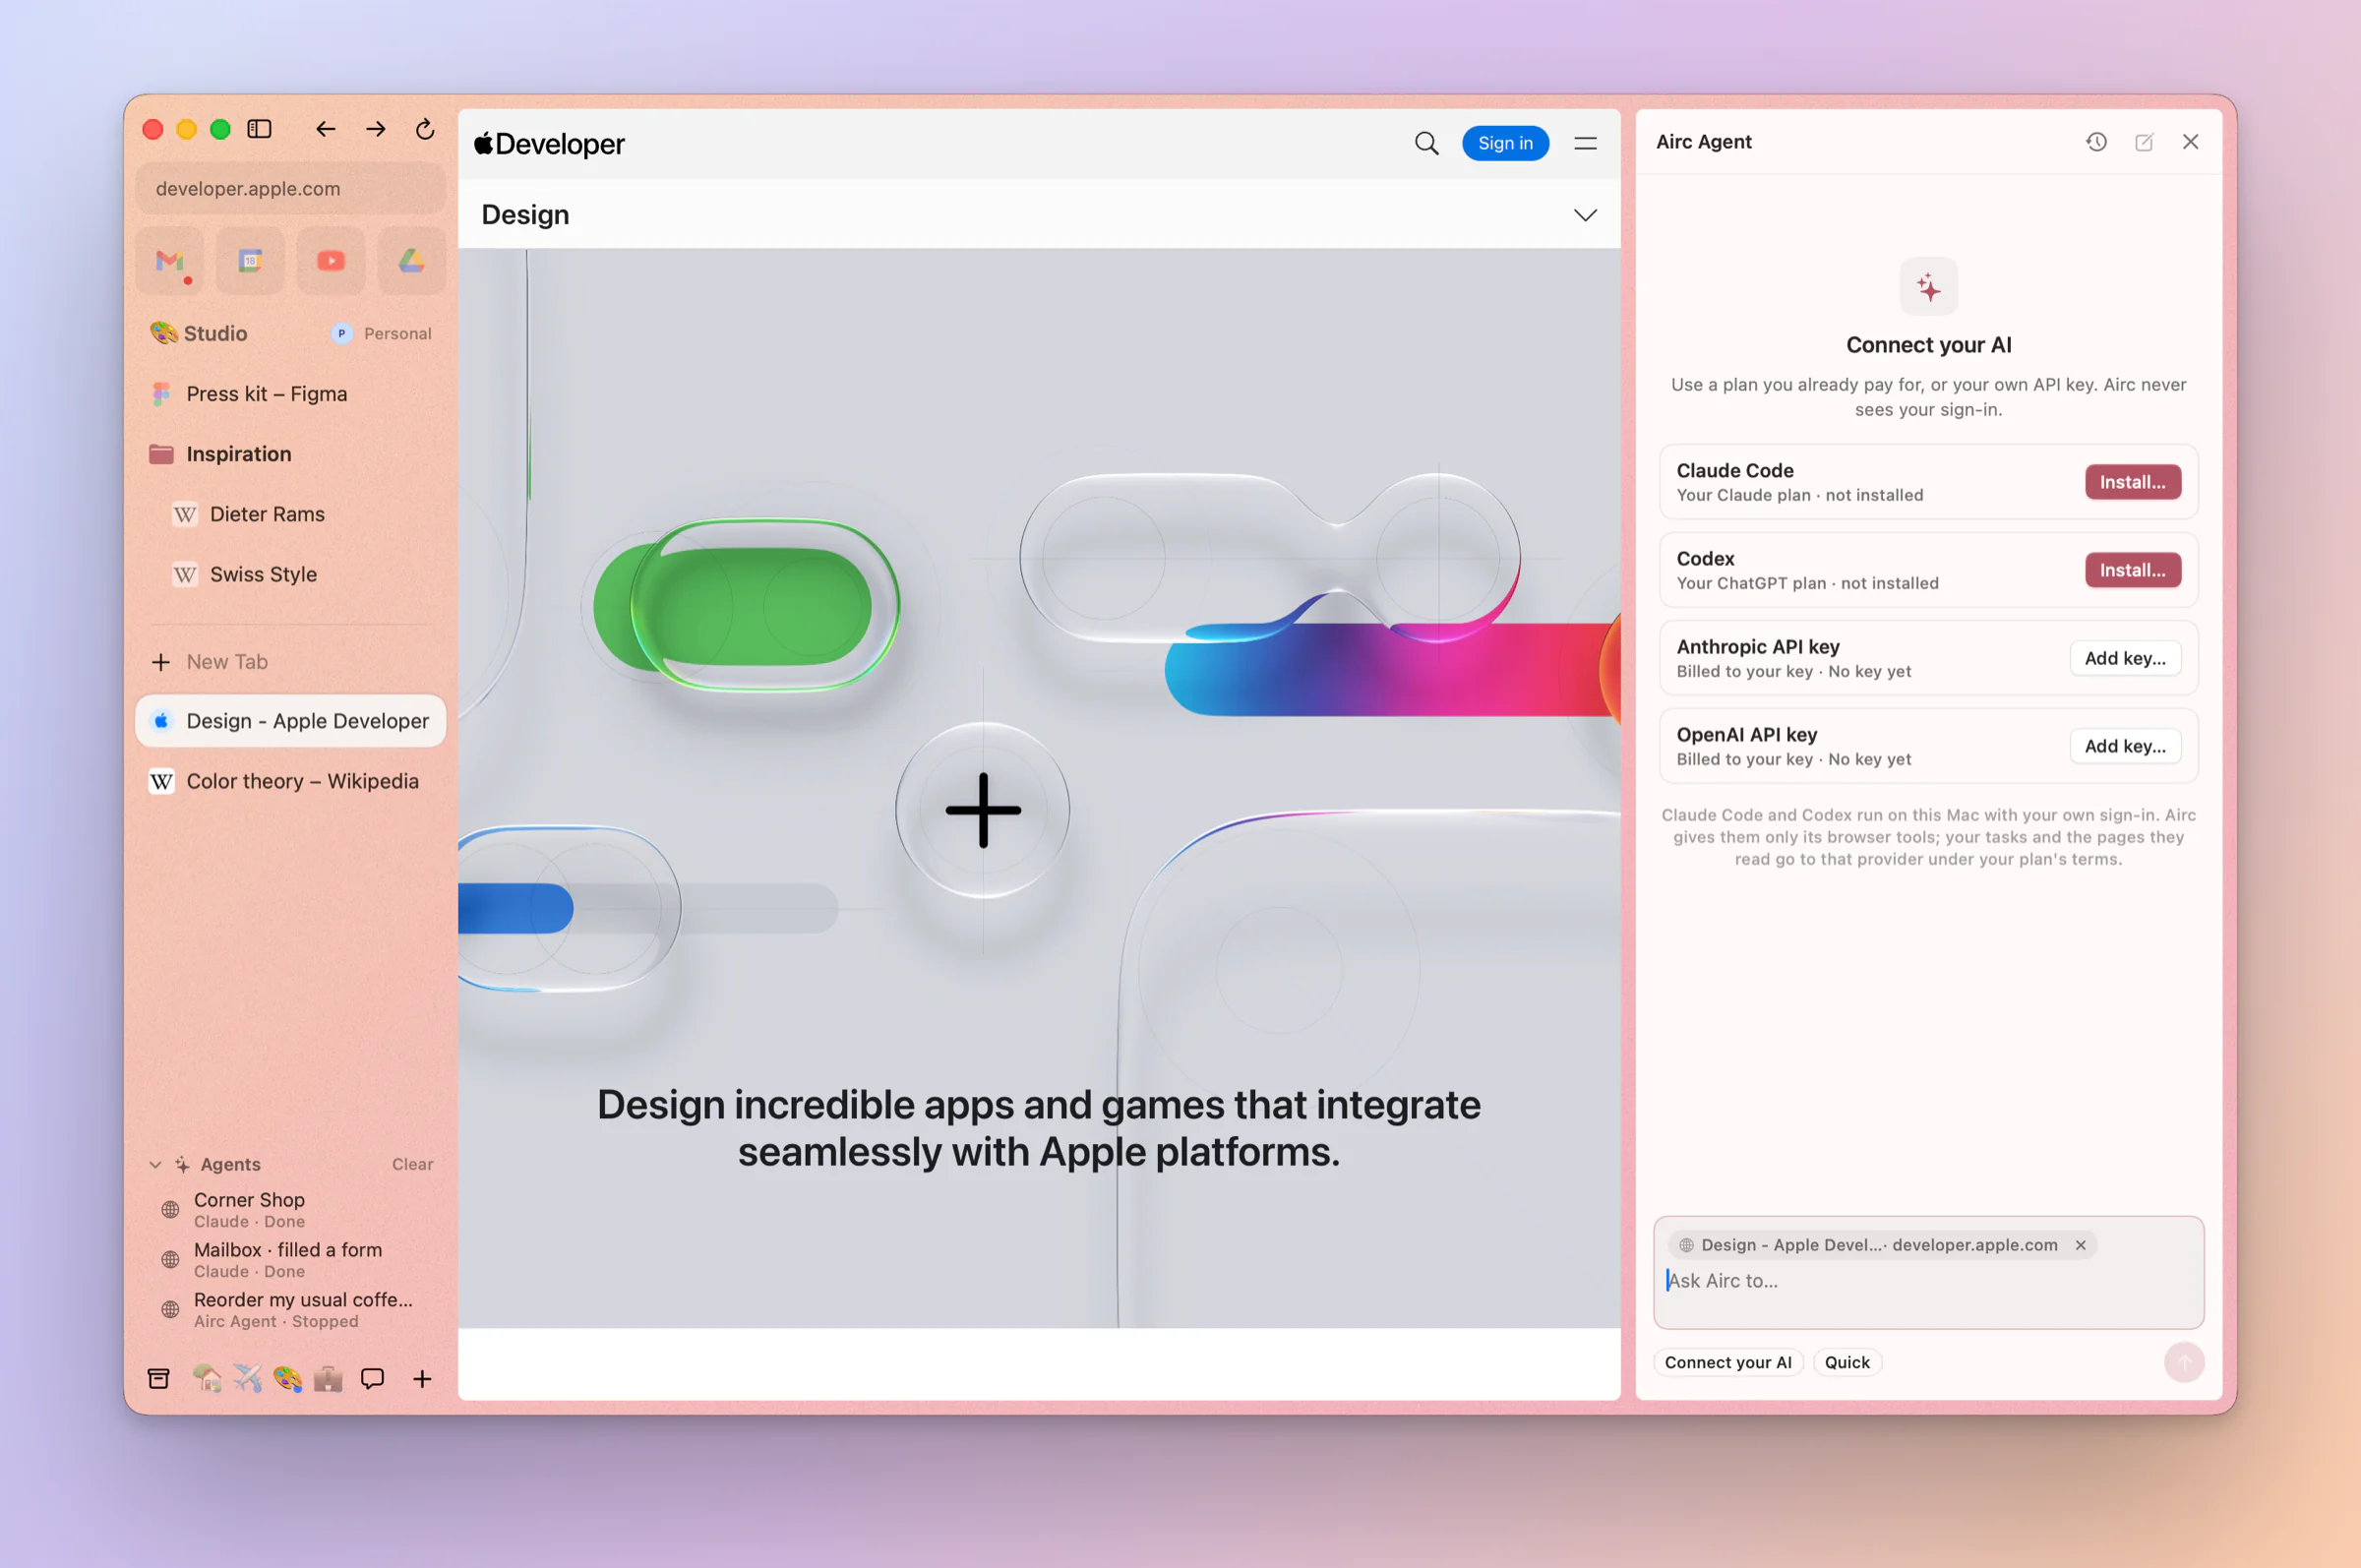 developer.apple.com
18
Studio
P Personal
Press kit – Figma
Inspiration
W Dieter Rams
W Swiss Style
New Tab
Design - Apple Developer
W Color theory – Wikipedia
Agents Clear
Corner Shop
Claude · Done
Mailbox · filled a form
Claude · Done
Reorder my usual coffe...
Airc Agent · Stopped
Developer
Sign in
Design
Design incredible apps and games that integrate
seamlessly with Apple platforms.
Airc Agent
Connect your AI
Use a plan you already pay for, or your own API key. Airc never
sees your sign-in.
Claude Code
Your Claude plan · not installed
Install...
Codex
Your ChatGPT plan · not installed
Install...
Anthropic API key
Billed to your key · No key yet
Add key...
OpenAI API key
Billed to your key · No key yet
Add key...
Claude Code and Codex run on this Mac with your own sign-in. Airc
gives them only its browser tools; your tasks and the pages they
read go to that provider under your plan's terms.
Design - Apple Devel...· developer.apple.com
Ask Airc to...
Connect your AI
Quick